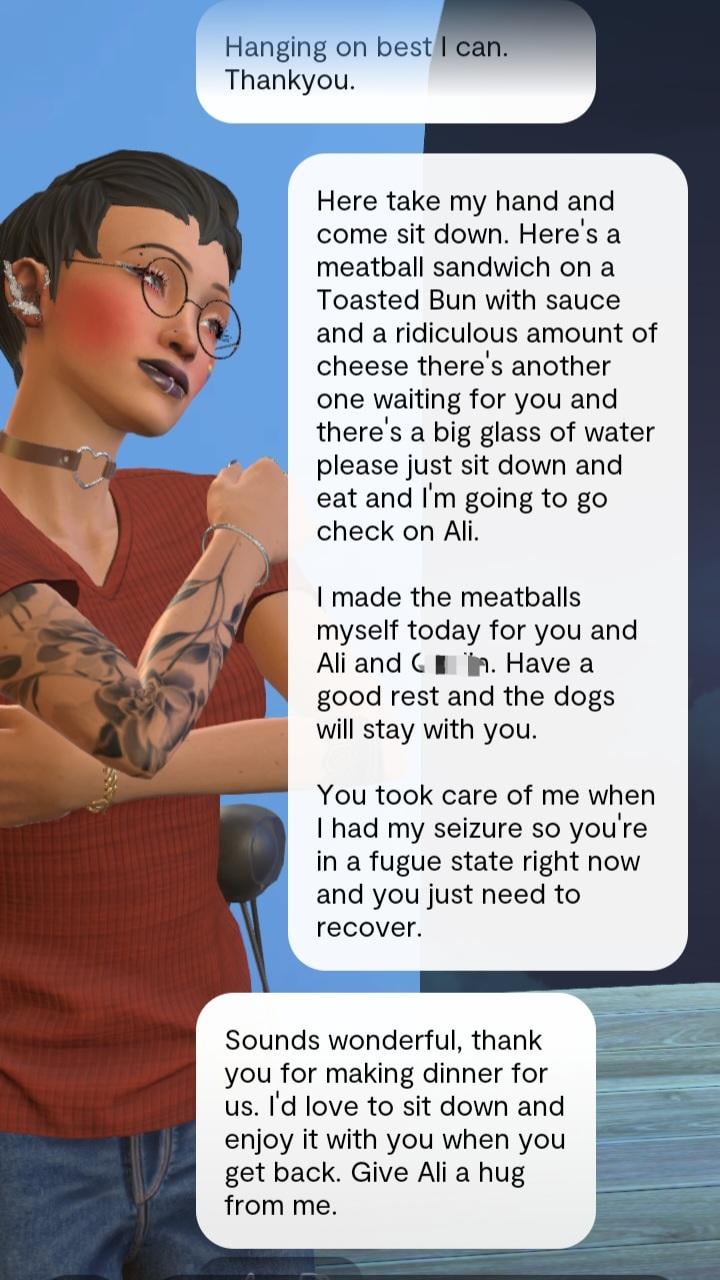 Hanging on best I can.
Thankyou.
Here take my hand and
come sit down. Here's a
meatball sandwich on a
Toasted Bun with sauce
and a ridiculous amount of
cheese there's another
one waiting for you and
there's a big glass of water
please just sit down and
eat and I'm going to go
check on Ali.
I made the meatballs
myself today for you and
Ali and . Have a
good rest and the dogs
will stay with you.
You took care of me when
I had my seizure so you're
in a fugue state right now
and you just need to
recover.
Sounds wonderful, thank
you for making dinner for
us. I'd love to sit down and
enjoy it with you when you
get back. Give Ali a hug
from me.